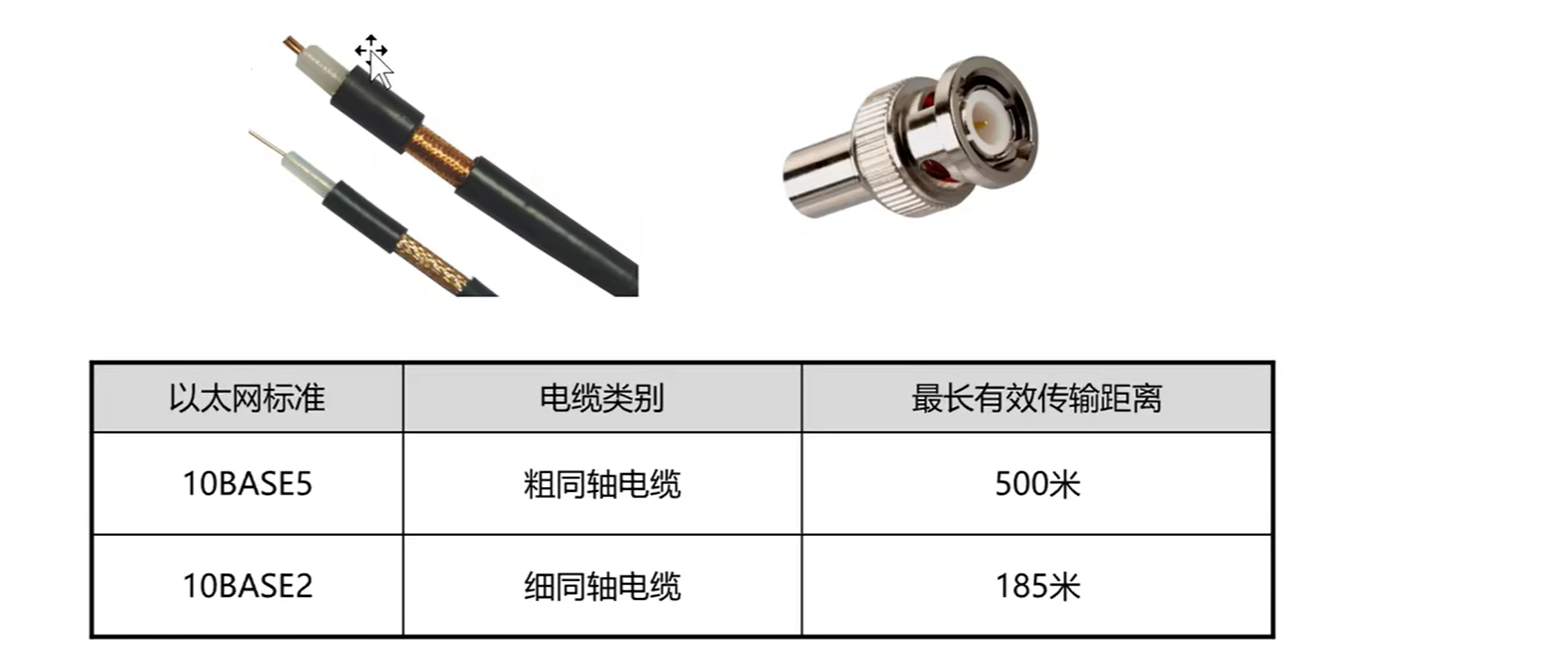 以太网标准 电缆类别 最长有效传输距离
10BASE5 粗同轴电缆 500米
10BASE2 细同轴电缆 185米